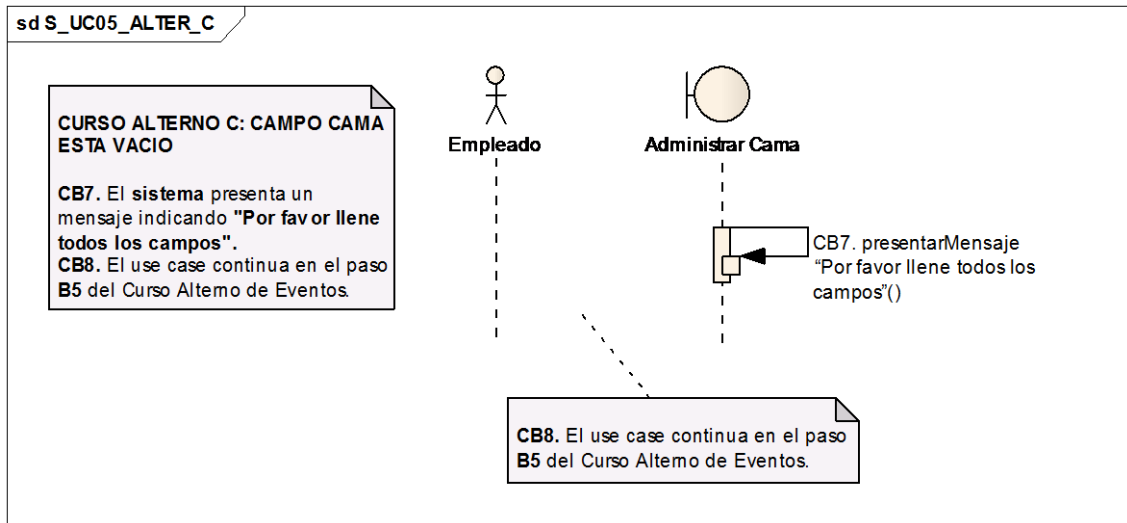 sd S_UC05_ALTER_C
CURSO ALTERNO C: CAMPO CAMA
ESTA VACIO
CB7. El sistema presenta un
mensaje indicando "Por favor llene
todos los campos".
CB8. El use case continua en el paso
B5 del Curso Alterno de Eventos.
Empleado
Administrar Cama
CB7. presentarMensaje
“Por favor llene todos los
campos”()
CB8. El use case continua en el paso
B5 del Curso Alterno de Eventos.